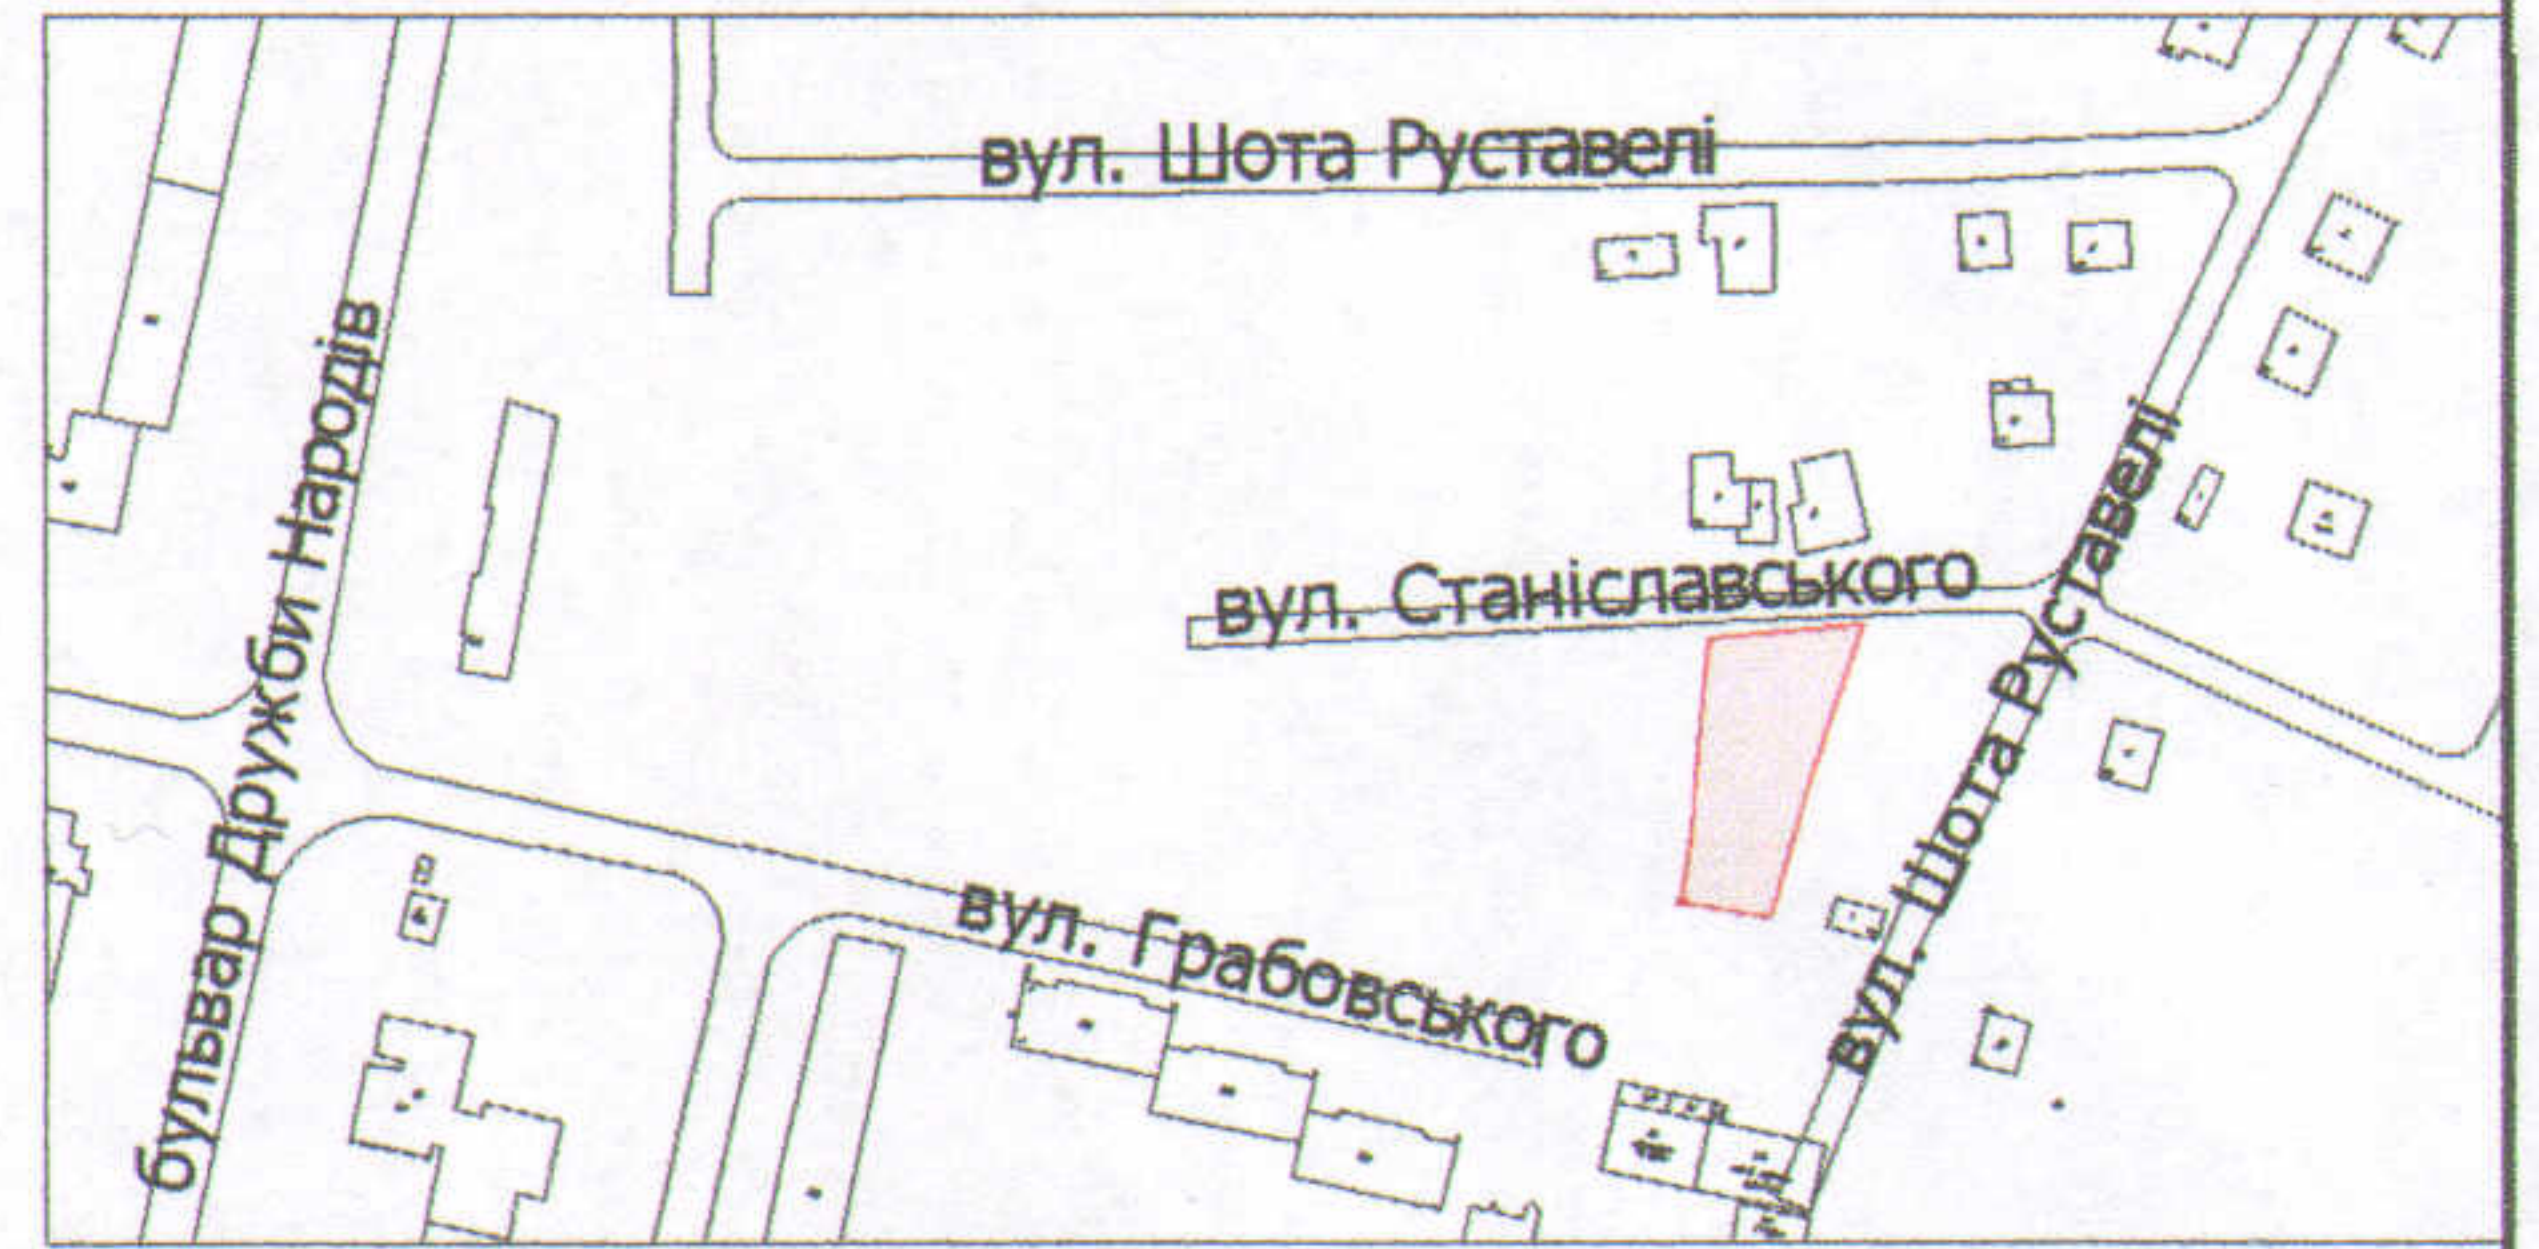 вул. Шота Руставелі
бульвар Дружби Народів
вул. Станіславського
вул. Шота Руставелі
вул. Грабовського